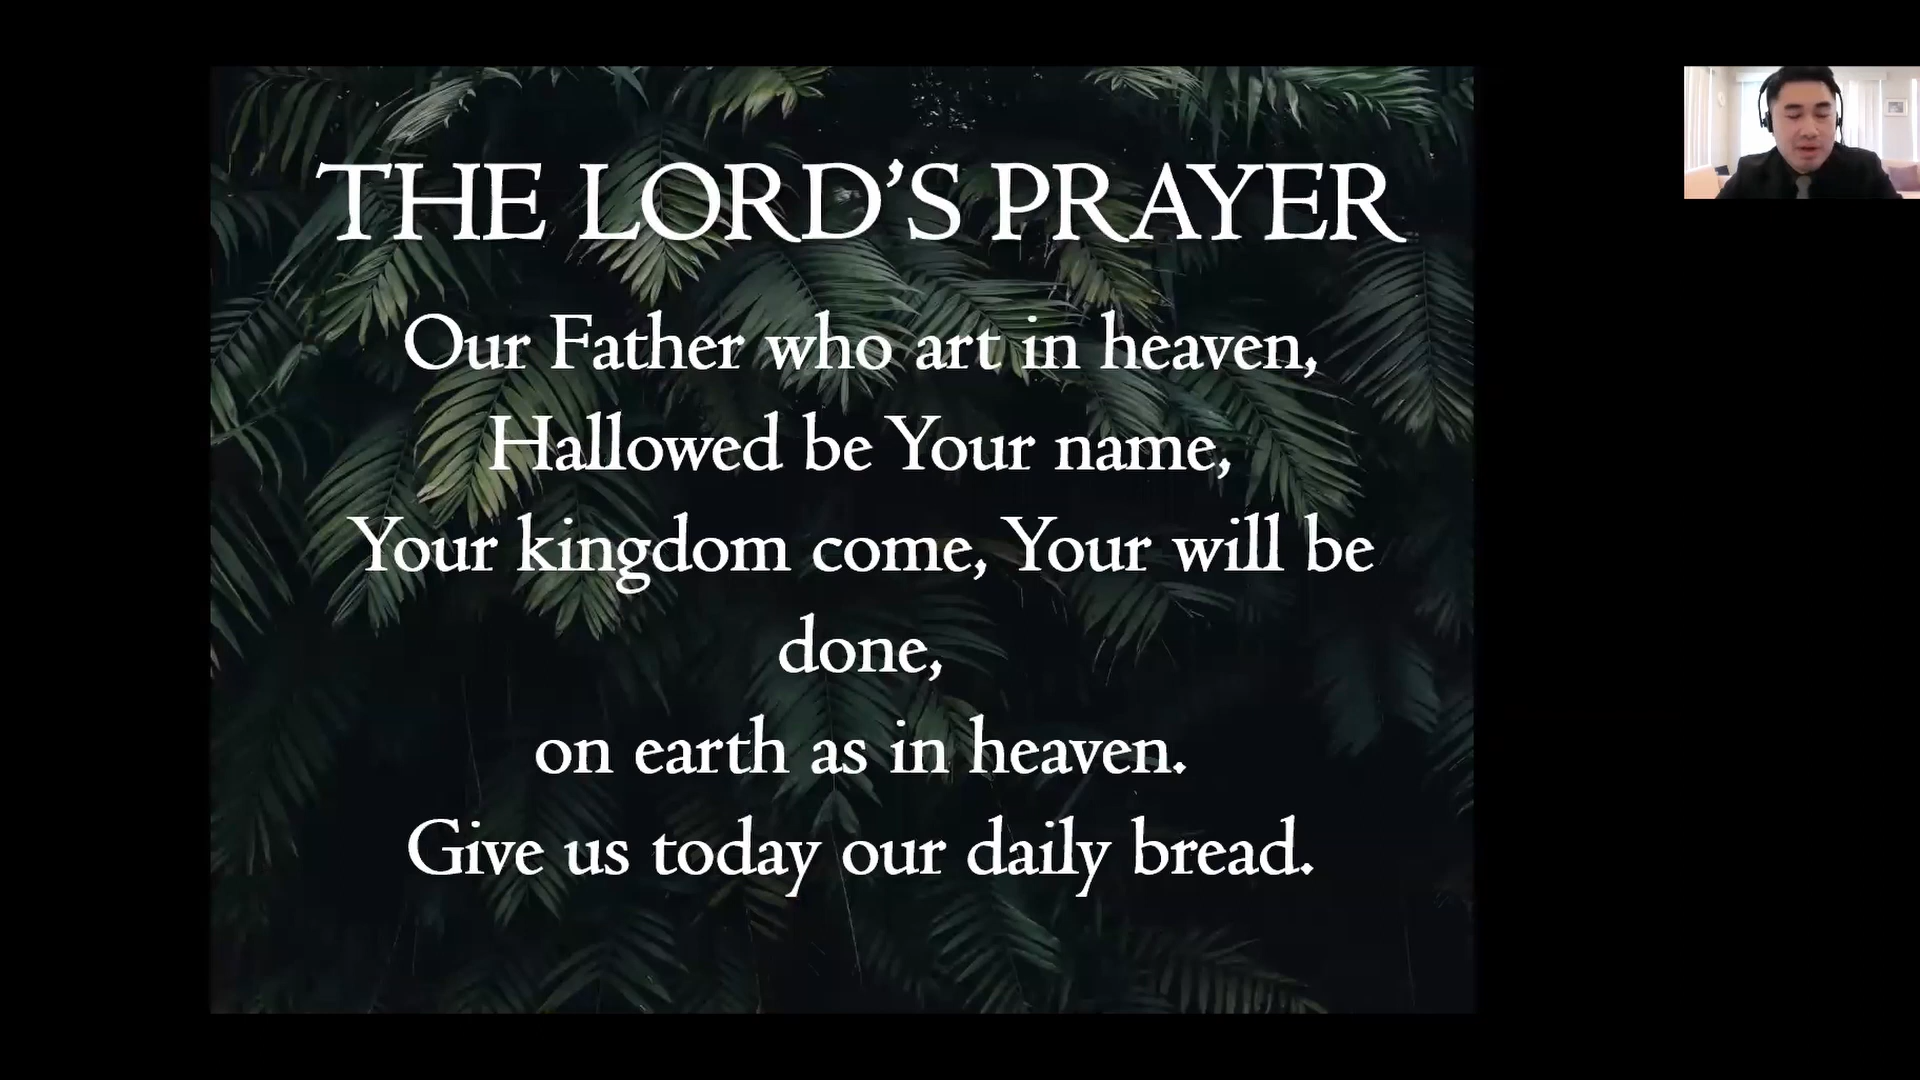 THE LORD’S PRAYER
Our Father who art in heaven,
Hallowed be Your name,
Your kingdom come, Your will be
done,
on earth as in heaven.
Give us today our daily bread.